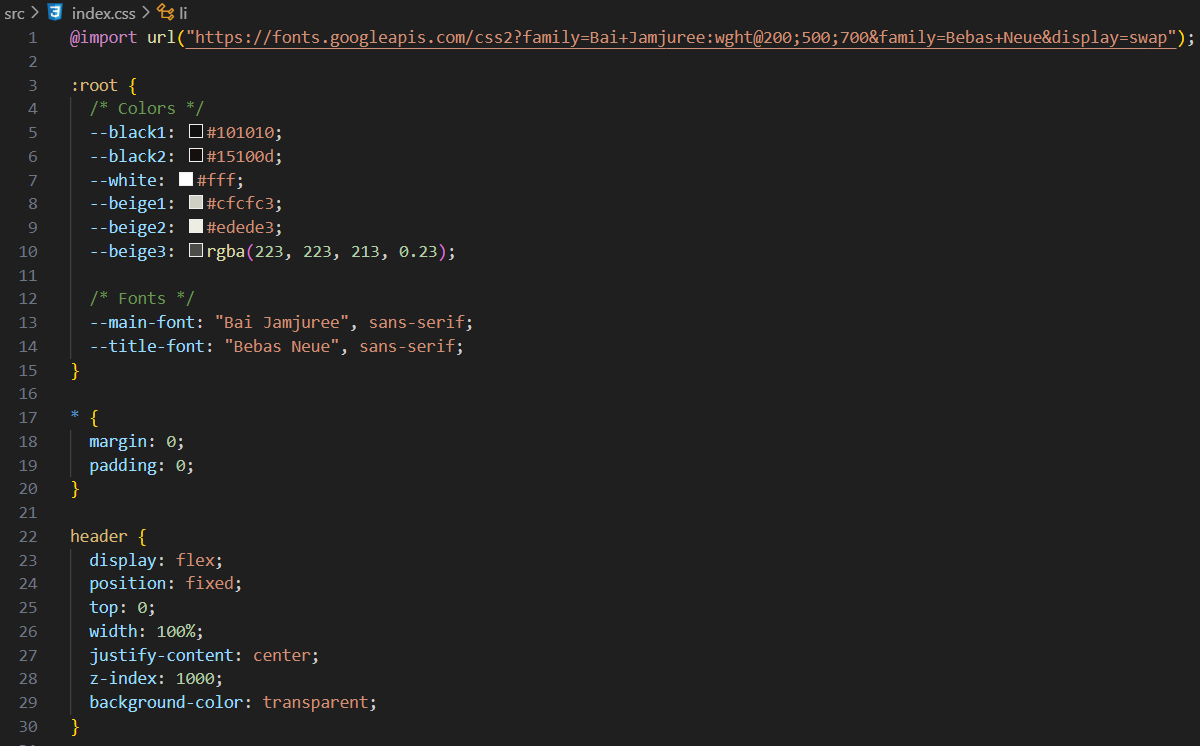 src > index.css > li
1 @import url("https://fonts.googleapis.com/css2?family=Bai+Jamjuree:wght@200;500;700&family=Bebas+Neue&display=swap");
2
3 :root {
4 /* Colors */
5 --black1: #101010;
6 --black2: #15100d;
7 --white: #fff;
8 --beige1: #cfcfc3;
9 --beige2: #edede3;
10 --beige3: rgba(223, 223, 213, 0.23);
11
12 /* Fonts */
13 --main-font: "Bai Jamjuree", sans-serif;
14 --title-font: "Bebas Neue", sans-serif;
15 }
16
17 * {
18 margin: 0;
19 padding: 0;
20 }
21
22 header {
23 display: flex;
24 position: fixed;
25 top: 0;
26 width: 100%;
27 justify-content: center;
28 z-index: 1000;
29 background-color: transparent;
30 }